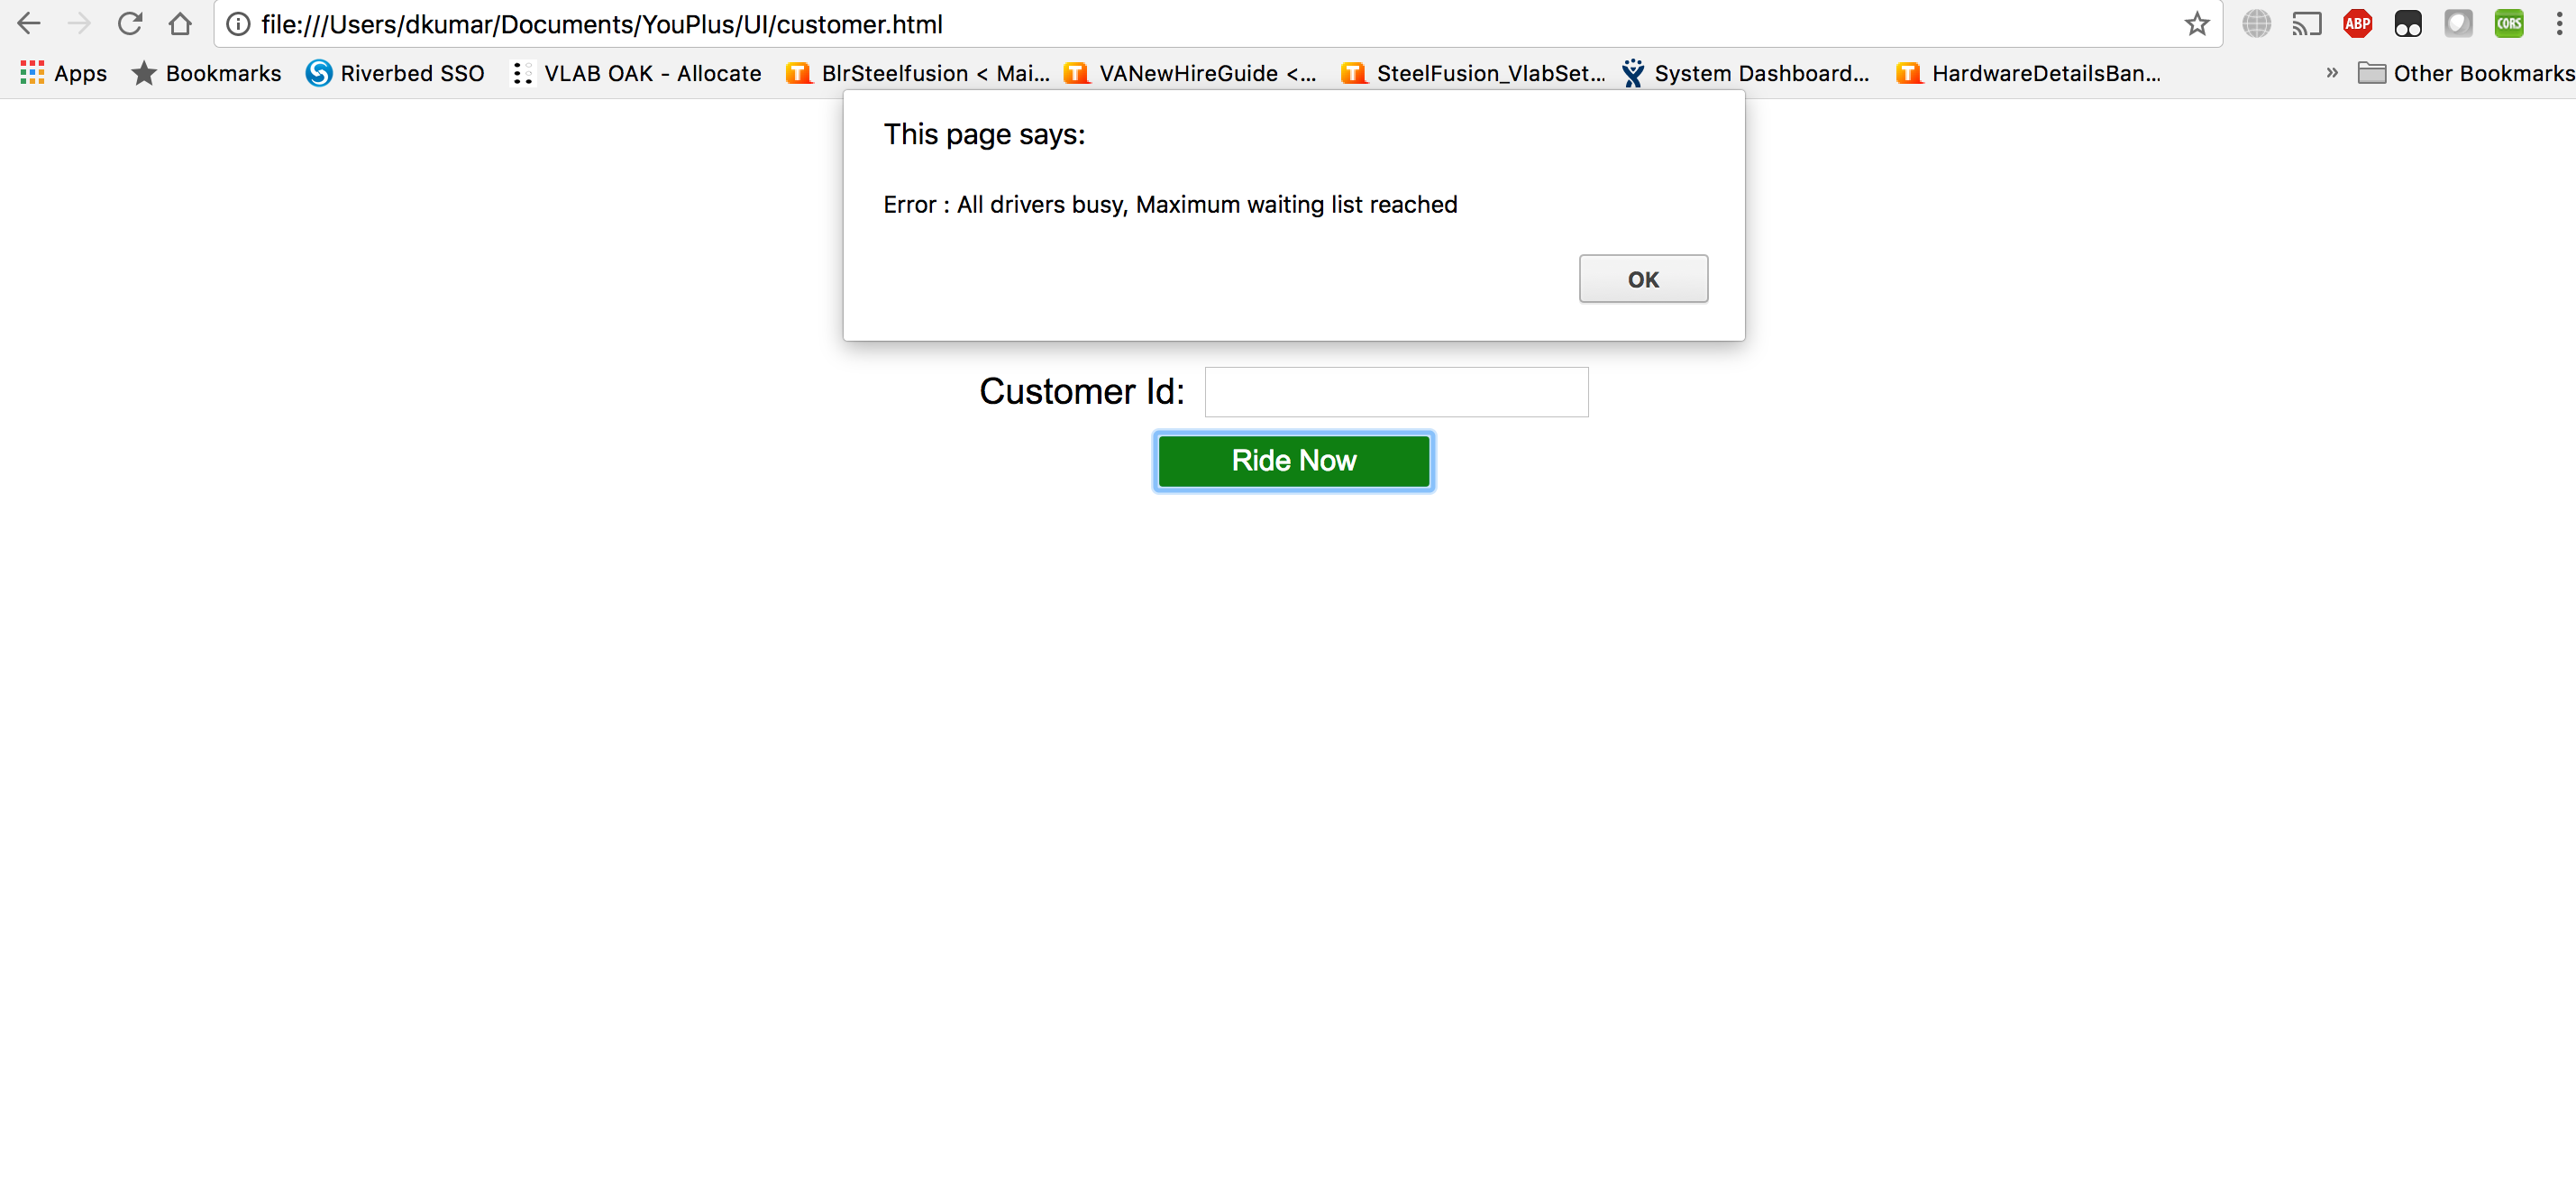 file:///Users/dkumar/Documents/YouPlus/UI/customer.html
ABP
CORS
Apps Bookmarks Riverbed SSO VLAB OAK - Allocate BlrSteelfusion < Mai... VANewHireGuide <... SteelFusion_VlabSet... System Dashboard... HardwareDetailsBan... » Other Bookmarks
This page says:
Error : All drivers busy, Maximum waiting list reached
OK
Customer Id:
Ride Now